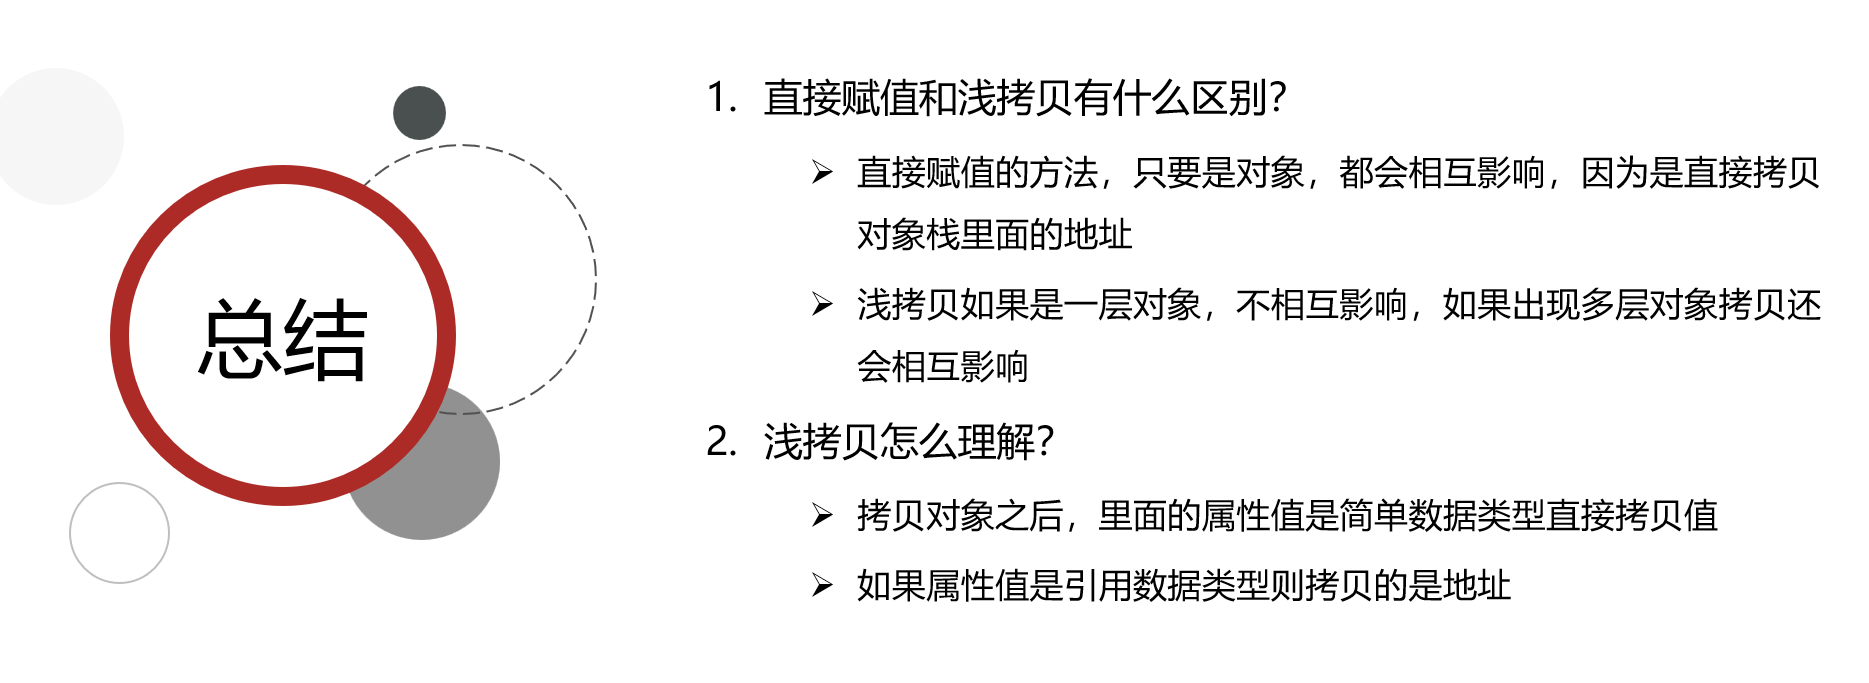 总结
1. 直接赋值和浅拷贝有什么区别？
➢ 直接赋值的方法，只要是对象，都会相互影响，因为是直接拷贝
对象栈里面的地址
➢ 浅拷贝如果是一层对象，不相互影响，如果出现多层对象拷贝还
会相互影响
2. 浅拷贝怎么理解？
➢ 拷贝对象之后，里面的属性值是简单数据类型直接拷贝值
➢ 如果属性值是引用数据类型则拷贝的是地址